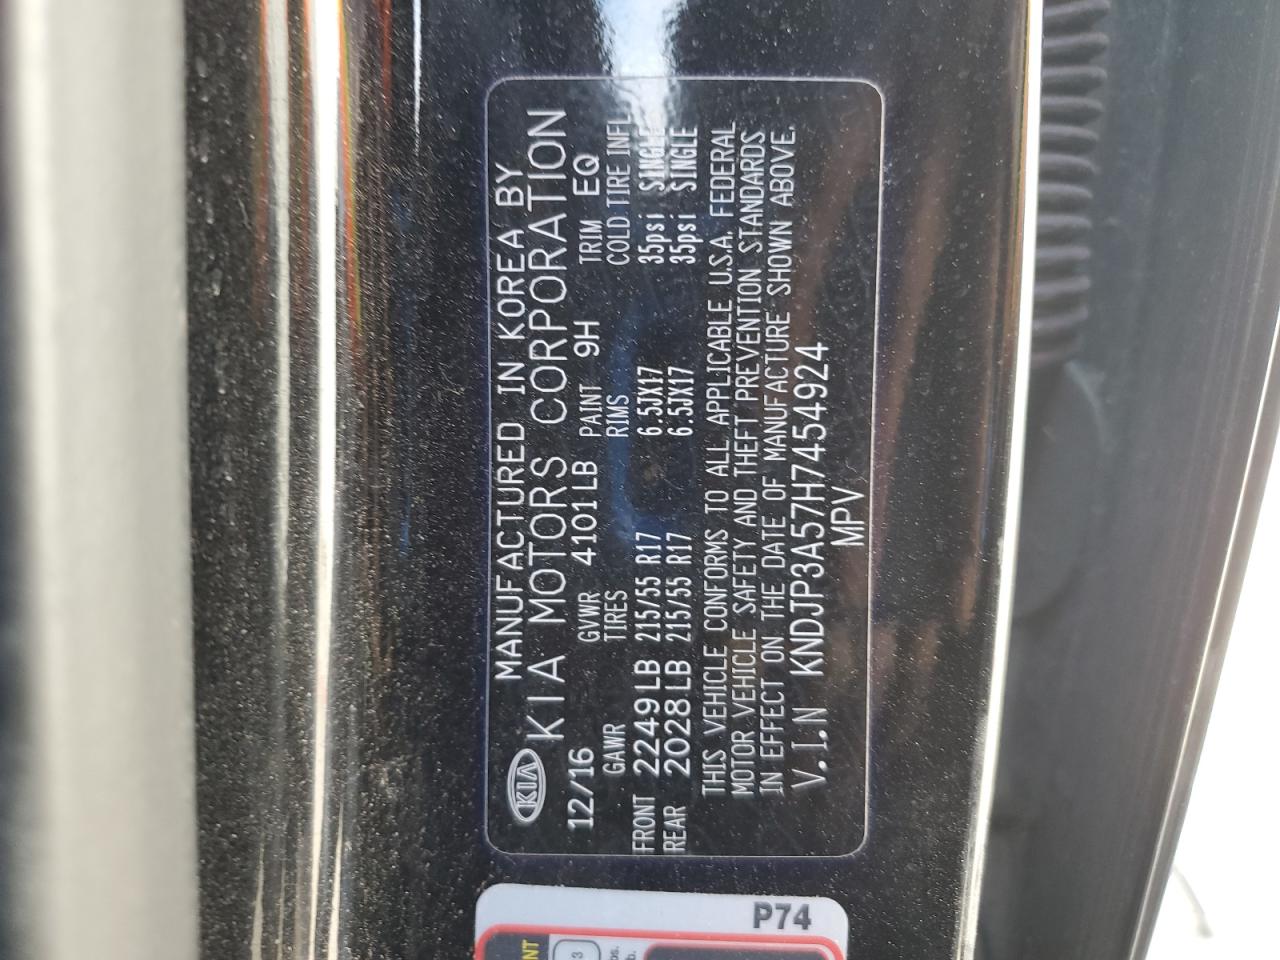 KIA
MANUFACTURED IN KOREA BY
KIA MOTORS CORPORATION
12/16 GVWR 4101LB PAINT 9H TRIM EQ
GAWR TIRES RIMS COLD TIRE INFL
FRONT 2249LB 215/55 R17 6.5JX17 35psi SINGLE
REAR 2028LB 215/55 R17 6.5JX17 35psi SINGLE
THIS VEHICLE CONFORMS TO ALL APPLICABLE U.S.A. FEDERAL
MOTOR VEHICLE SAFETY AND THEFT PREVENTION STANDARDS
IN EFFECT ON THE DATE OF MANUFACTURE SHOWN ABOVE.
V.I.N KNDJP3A57H7454924
MPV
P74
NT
3